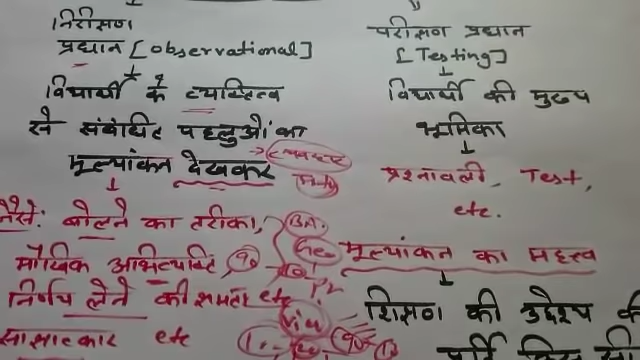 निरीक्षण
प्रधान [observational]
विद्यार्थी के व्यक्तित्व
से संबंधित पहलुओं का
मूल्यांकन देखकर
जैसे: बोलने का तरीका,
मौखिक अभिव्यक्ति
निर्णय लेने की क्षमता etc
साक्षात्कार etc
परीक्षण प्रधान
[Testing]
विद्यार्थी की मुख्य
भूमिका
प्रश्नावली, Test,
etc.
मूल्यांकन का महत्व
शिक्षण की उद्देश्य की